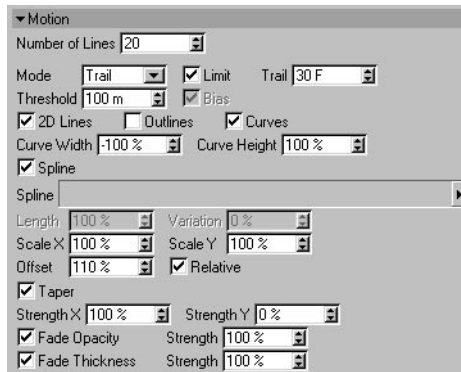 Motion
Number of Lines 20
Mode Trail Limit Trail 30 F
Threshold 100 m Bias
2D Lines Outlines Curves
Curve Width -100 % Curve Height 100 %
Spline
Spline
Length 100 % Variation 0 %
Scale X 100 % Scale Y 100 %
Offset 110 % Relative
Taper
Strength X 100 % Strength Y 0 %
Fade Opacity Strength 100 %
Fade Thickness Strength 100 %